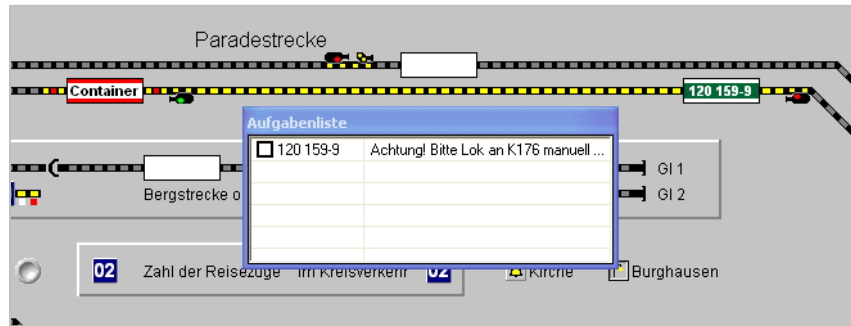 Paradestrecke
Container
120 159-9
Aufgabenliste
120 159-9 Achtung! Bitte Lok an K176 manuell ...
Gl 1
Bergstrecke o
Gl 2
02 Zahl der Reisezüge im Kreisverkehr 02 Kirche Burghausen